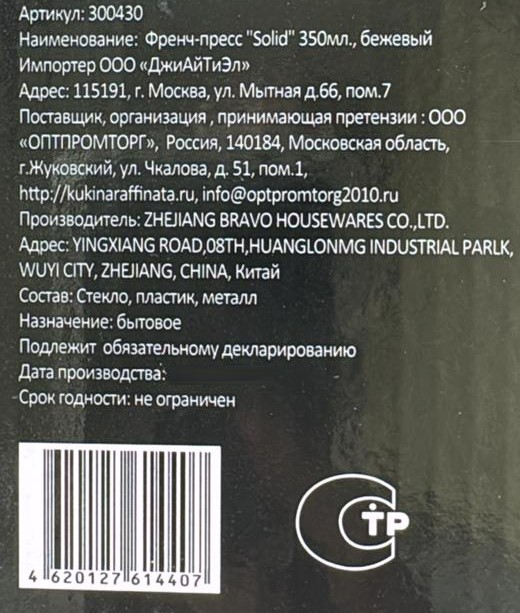 Артикул: 300430
Наименование: Френч-пресс "Solid" 350мл., бежевый
Импортер ООО «ДжиАйТиЭл»
Адрес: 115191, г. Москва, ул. Мытная д.66, пом.7
Поставщик, организация , принимающая претензии : ООО
«ОПТПРОМТОРГ», Россия, 140184, Московская область,
г.Жуковский, ул. Чкалова, д. 51, пом.1,
http://kukinaraffinata.ru, info@optpromtorg2010.ru
Производитель: ZHEJIANG BRAVO HOUSEWARES CO.,LTD.
Адрес: YINGXIANG ROAD,08TH,HUANGLONMG INDUSTRIAL PARLK,
WUYI CITY, ZHEJIANG, CHINA, Китай
Состав: Стекло, пластик, металл
Назначение: бытовое
Подлежит обязательному декларированию
Дата производства:
Срок годности: не ограничен
4 620127 614407
СТР